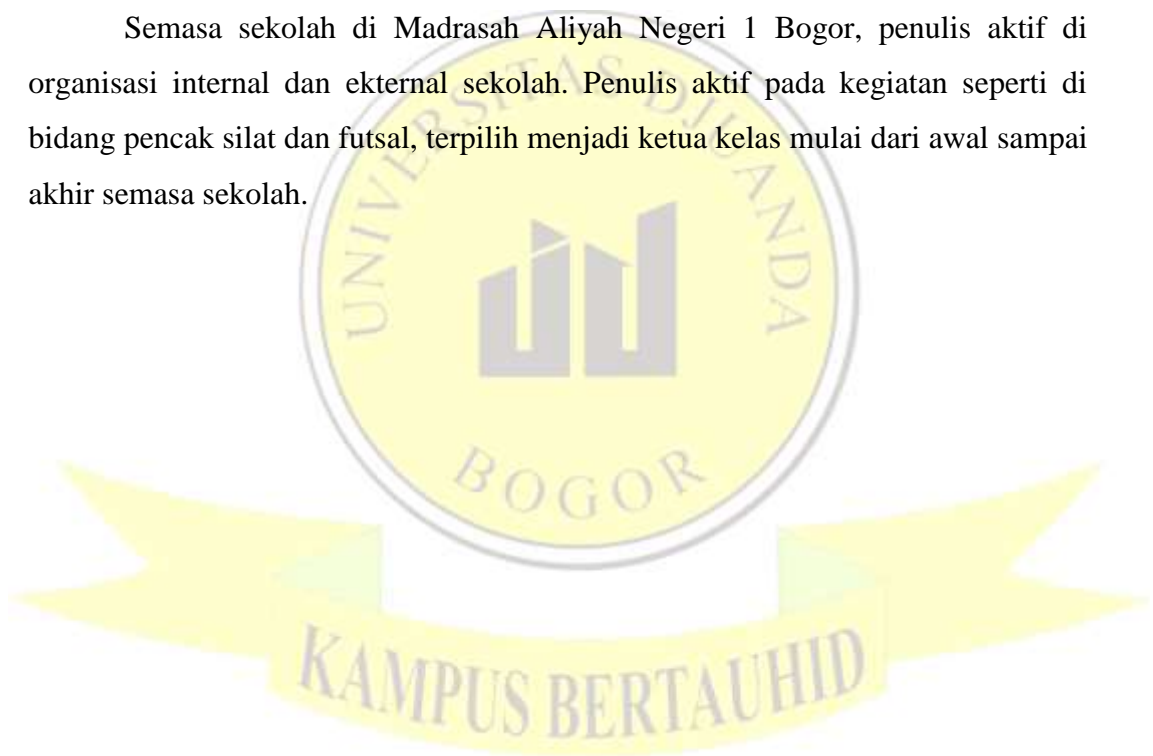 Semasa sekolah di Madrasah Aliyah Negeri 1 Bogor, penulis aktif di
organisasi internal dan ekternal sekolah. Penulis aktif pada kegiatan seperti di
bidang pencak silat dan futsal, terpilih menjadi ketua kelas mulai dari awal sampai
akhir semasa sekolah.
UNIVERSITAS DJUANDA
BOGOR
KAMPUS BERTAUHID